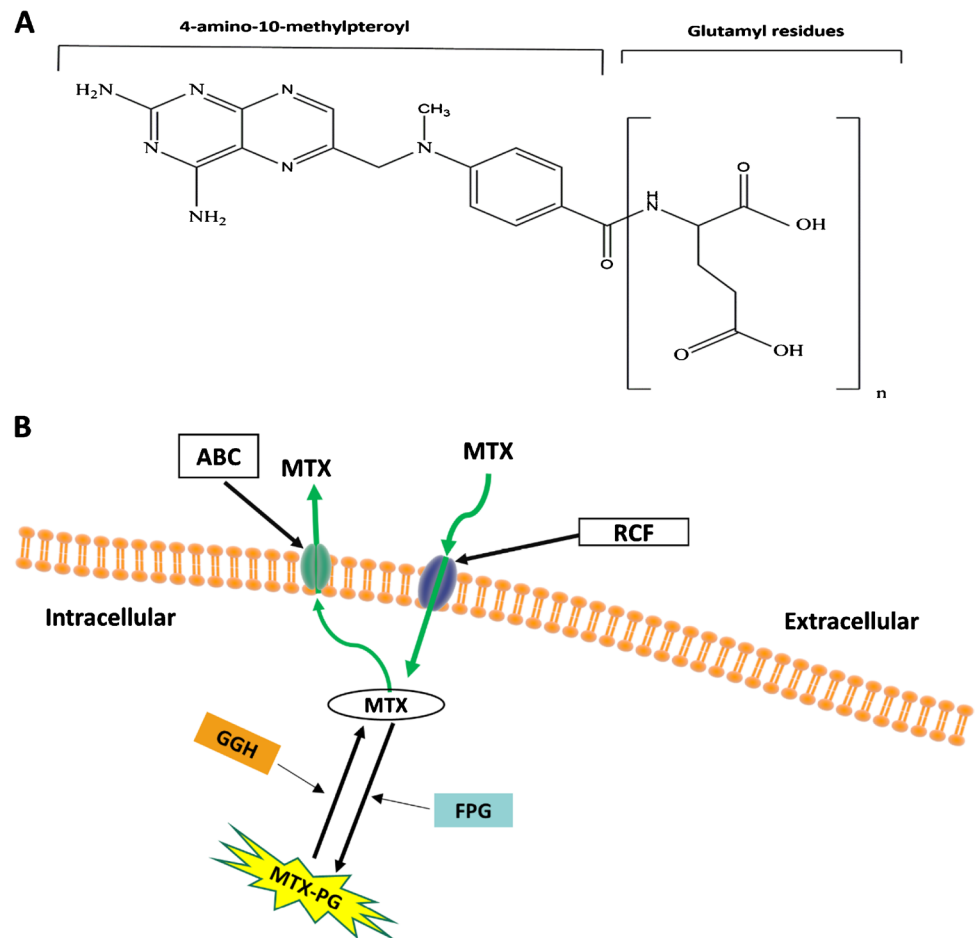 A
4-amino-10-methylpteroyl
Glutamyl residues
H₂N
N
N
N
N
NH₂
CH₃
N
O
H
N
O
OH
O
OH
n
B
ABC
MTX
MTX
RCF
Intracellular
Extracellular
MTX
GGH
FPG
MTX-PG